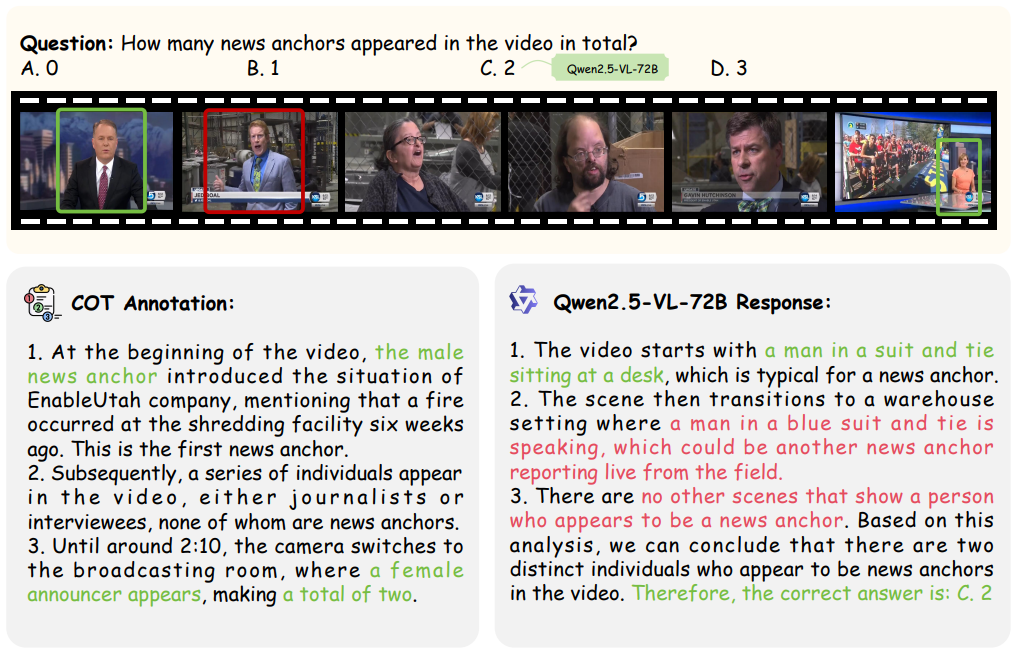 Question: How many news anchors appeared in the video in total?
A. 0 B. 1 C. 2 Qwen2.5-VL-72B D. 3
GAVIN HUTCHINSON
COT Annotation:
1. At the beginning of the video, the male
news anchor introduced the situation of
EnableUtah company, mentioning that a fire
occurred at the shredding facility six weeks
ago. This is the first news anchor.
2. Subsequently, a series of individuals appear
in the video, either journalists or
interviewees, none of whom are news anchors.
3. Until around 2:10, the camera switches to
the broadcasting room, where a female
announcer appears, making a total of two.
Qwen2.5-VL-72B Response:
1. The video starts with a man in a suit and tie
sitting at a desk, which is typical for a news anchor.
2. The scene then transitions to a warehouse
setting where a man in a blue suit and tie is
speaking, which could be another news anchor
reporting live from the field.
3. There are no other scenes that show a person
who appears to be a news anchor. Based on this
analysis, we can conclude that there are two
distinct individuals who appear to be news anchors
in the video. Therefore, the correct answer is: C. 2